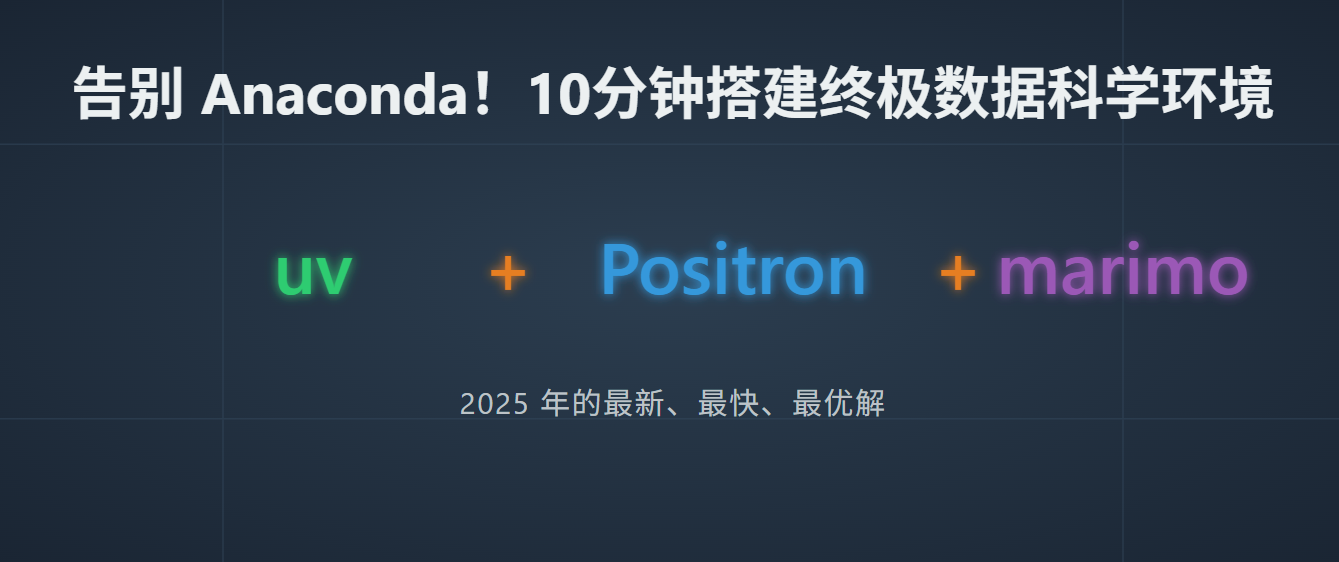 告别 Anaconda！10分钟搭建终极数据科学环境
uv + Positron + marimo
2025 年的最新、最快、最优解